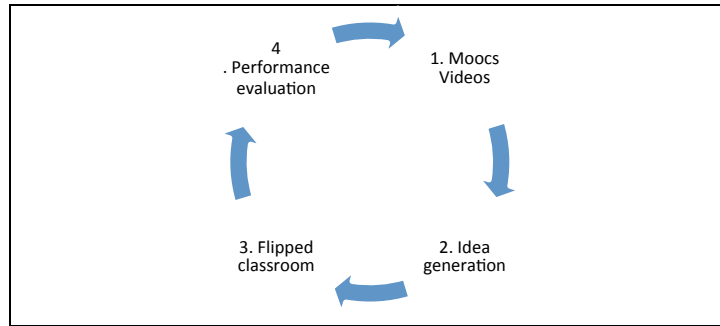 4
. Performance
evaluation
1. Moocs
Videos
3. Flipped
classroom
2. Idea
generation